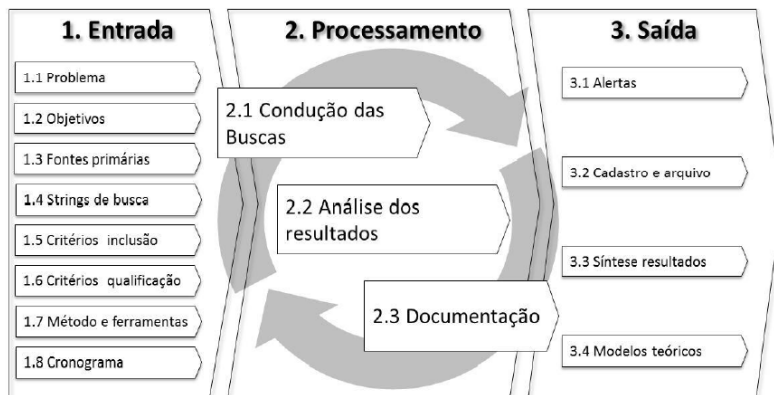 1. Entrada
1.1 Problema
1.2 Objetivos
1.3 Fontes primárias
1.4 Strings de busca
1.5 Critérios inclusão
1.6 Critérios qualificação
1.7 Método e ferramentas
1.8 Cronograma
2. Processamento
2.1 Condução das
Buscas
2.2 Análise dos
resultados
2.3 Documentação
3. Saída
3.1 Alertas
3.2 Cadastro e arquivo
3.3 Síntese resultados
3.4 Modelos teóricos